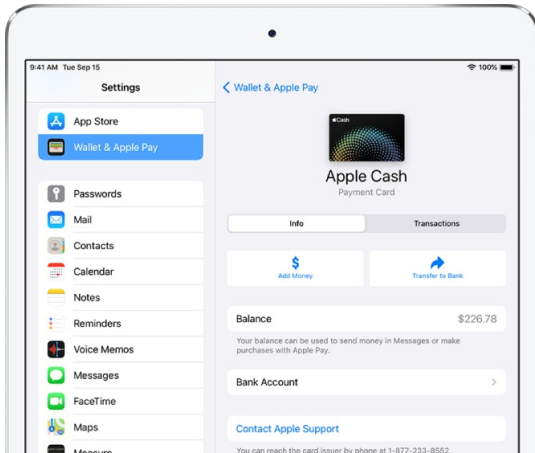 9:41 AM Tue Sep 15
100%
Settings
App Store
Wallet & Apple Pay
Passwords
Mail
Contacts
Calendar
Notes
Reminders
Voice Memos
Messages
FaceTime
Maps
Measure
Wallet & Apple Pay
Cash
Apple Cash
Payment Card
Info
Transactions
$
Add Money
Transfer to Bank
Balance
$226.78
Your balance can be used to send money in Messages or make
purchases with Apple Pay.
Bank Account
Contact Apple Support
You can reach the card issuer by phone at 1-877-233-8552.